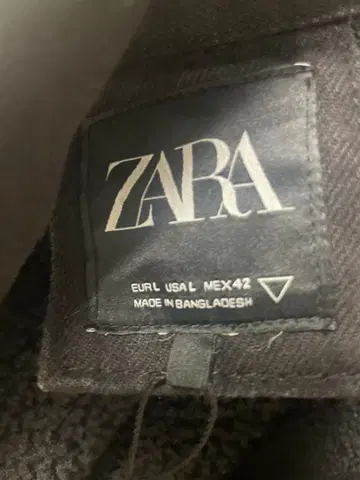 ZARA
EUR L USA L MEX 42
MADE IN BANGLADESH